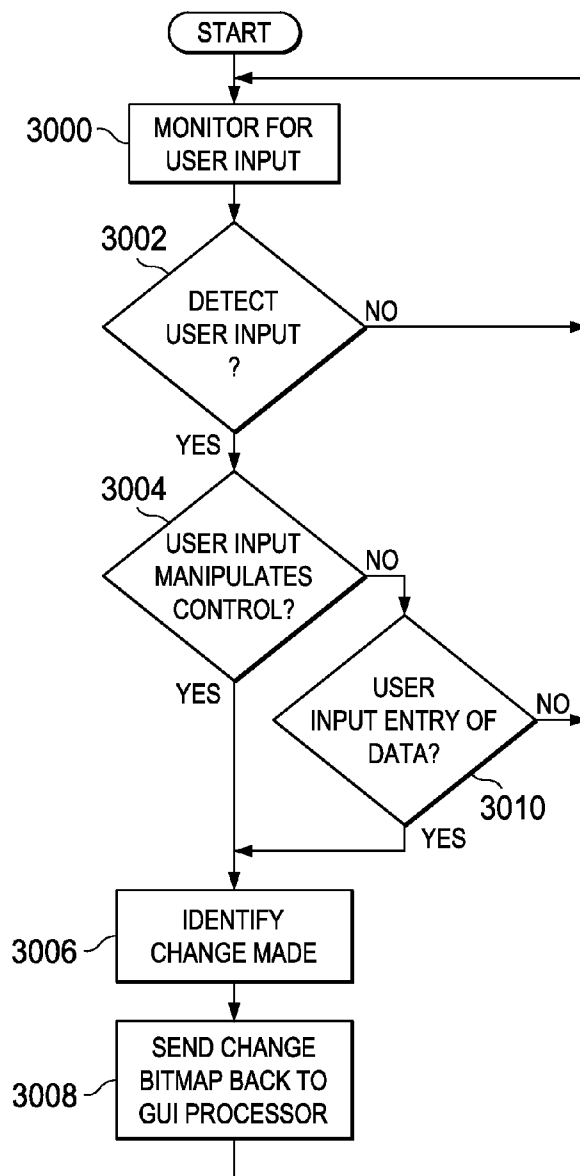 START
3000
MONITOR FOR
USER INPUT
3002
DETECT
USER INPUT
?
NO
YES
3004
USER INPUT
MANIPULATES
CONTROL?
NO
YES
USER
INPUT ENTRY OF
DATA?
NO
3010
YES
3006
IDENTIFY
CHANGE MADE
3008
SEND CHANGE
BITMAP BACK TO
GUI PROCESSOR